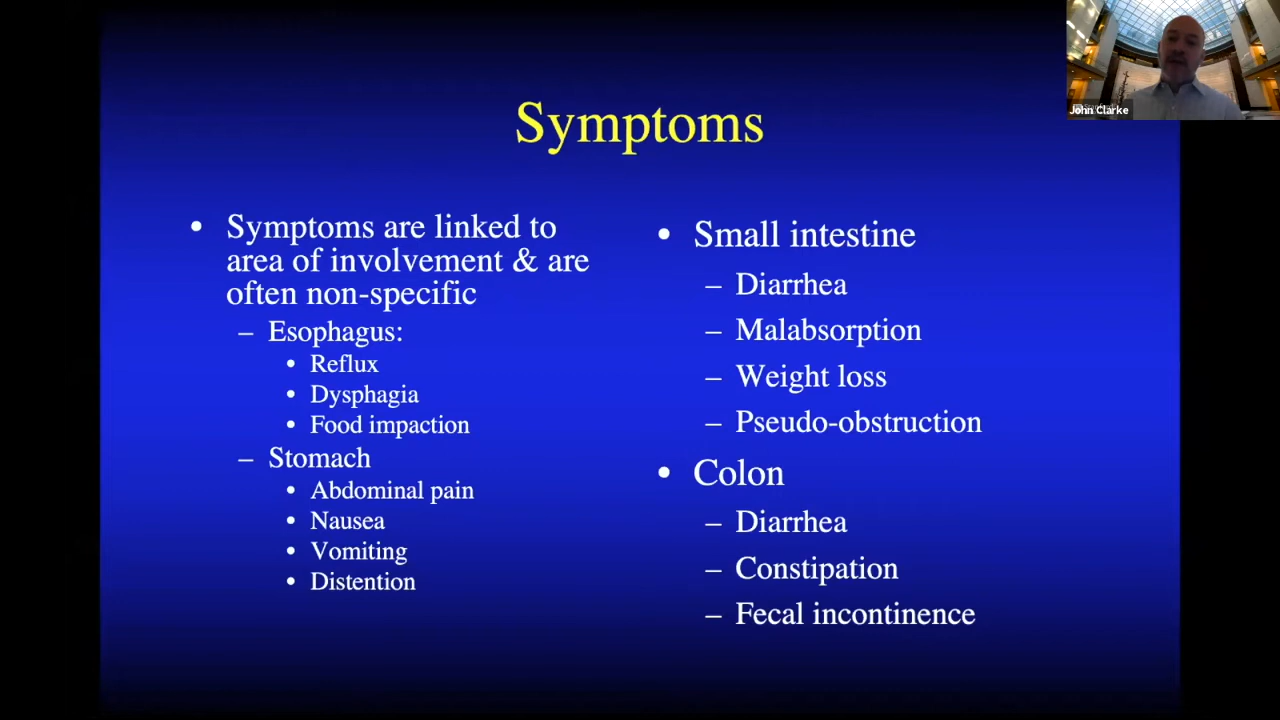 Symptoms
• Symptoms are linked to
area of involvement & are
often non-specific
– Esophagus:
• Reflux
• Dysphagia
• Food impaction
– Stomach
• Abdominal pain
• Nausea
• Vomiting
• Distention
• Small intestine
– Diarrhea
– Malabsorption
– Weight loss
– Pseudo-obstruction
• Colon
– Diarrhea
– Constipation
– Fecal incontinence
John Clarke